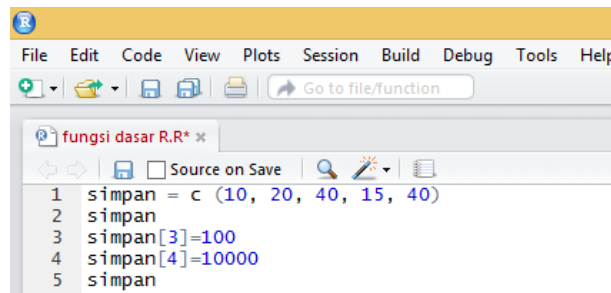 R
File Edit Code View Plots Session Build Debug Tools Help
Go to file/function
fungsi dasar R.R* ×
Source on Save
1 simpan = c (10, 20, 40, 15, 40)
2 simpan
3 simpan[3]=100
4 simpan[4]=10000
5 simpan